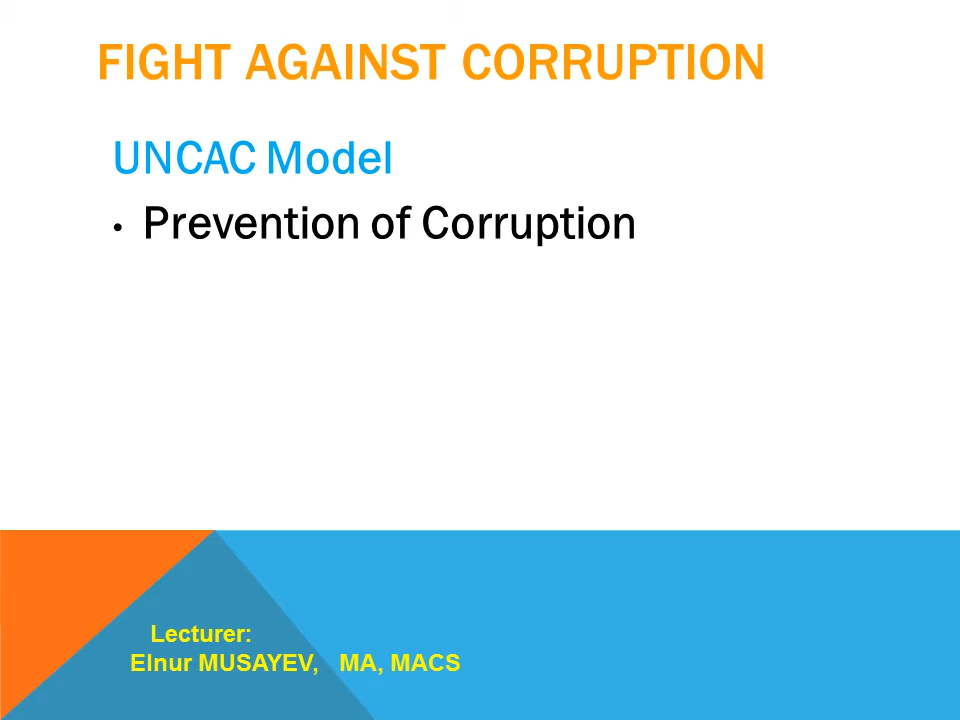 FIGHT AGAINST CORRUPTION
UNCAC Model
• Prevention of Corruption
Lecturer:
Elnur MUSAYEV, MA, MACS